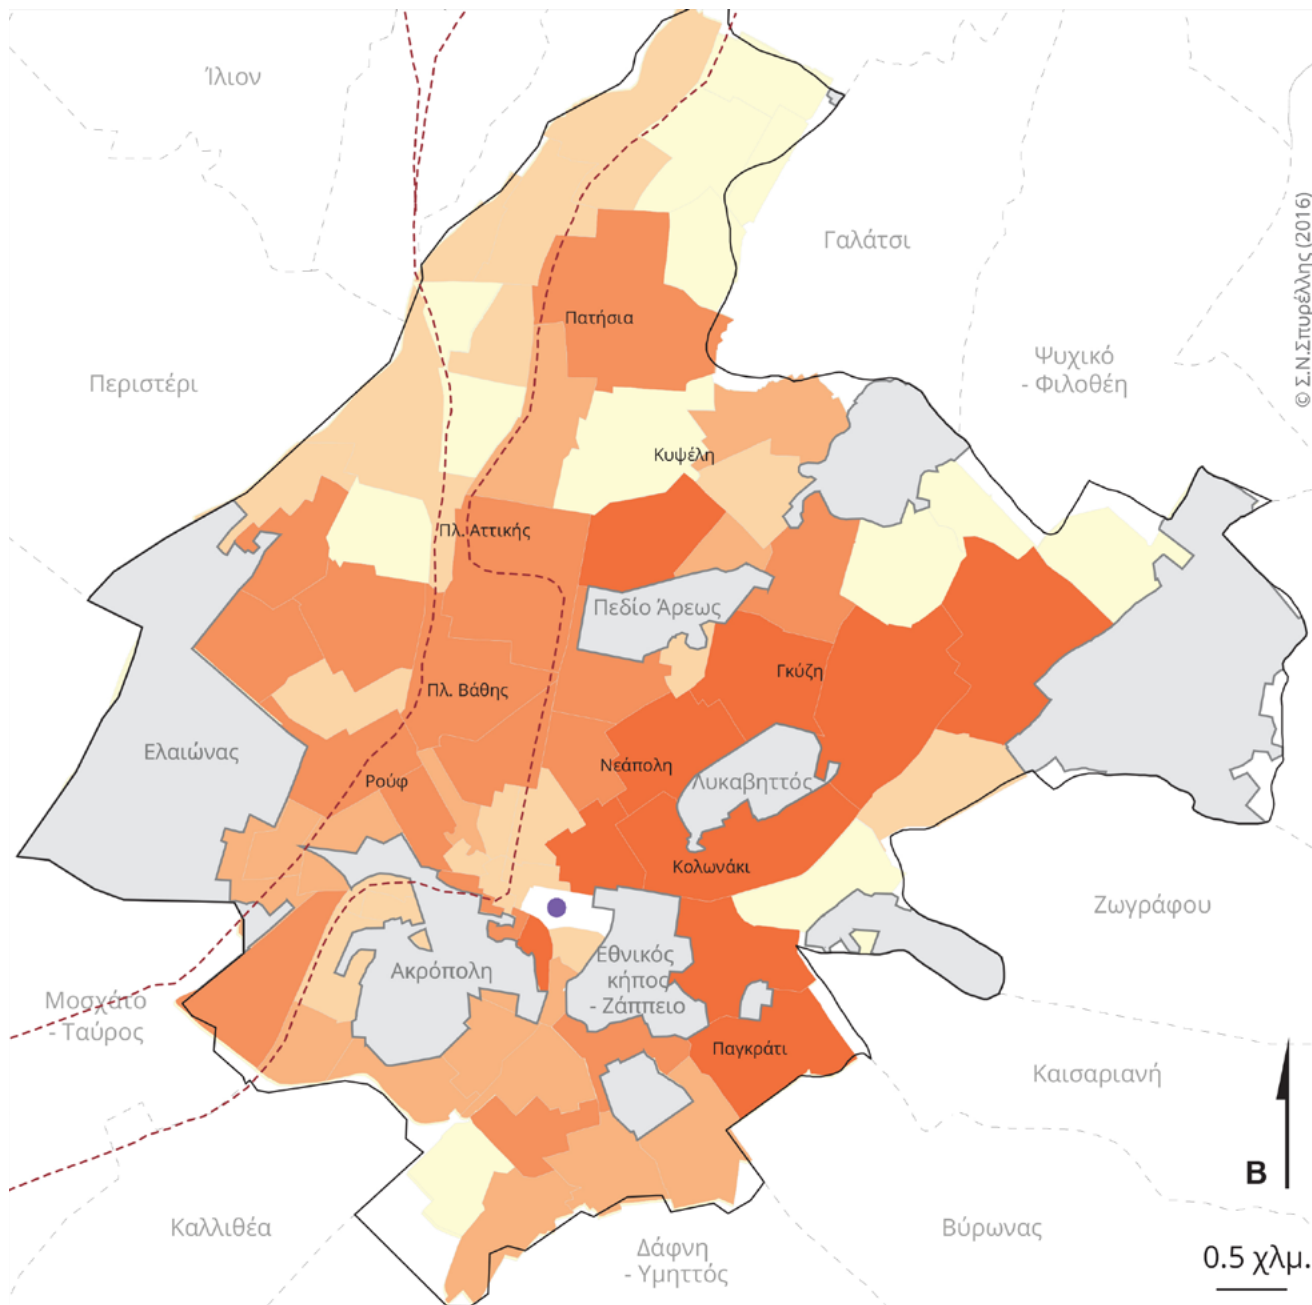 Ίλιον
Γαλάτσι
© Σ.Ν.Σπυρέλλης (2016)
Πατήσια
Ψυχικό
- Φιλοθέη
Περιστέρι
Κυψέλη
Πλ. Αττικής
Πεδίο Άρεως
Γκύζη
Πλ. Βάθης
Ελαιώνας
Νεάπολη
Ρούφ
Λυκαβηττός
Κολωνάκι
Ζωγράφου
Εθνικός
κήπος
- Ζάππειο
Ακρόπολη
Μοσχάτο
- Ταύρος
Παγκράτι
Καισαριανή
Β
Καλλιθέα
Βύρωνας
Δάφνη
- Υμηττός
0.5 χλμ.